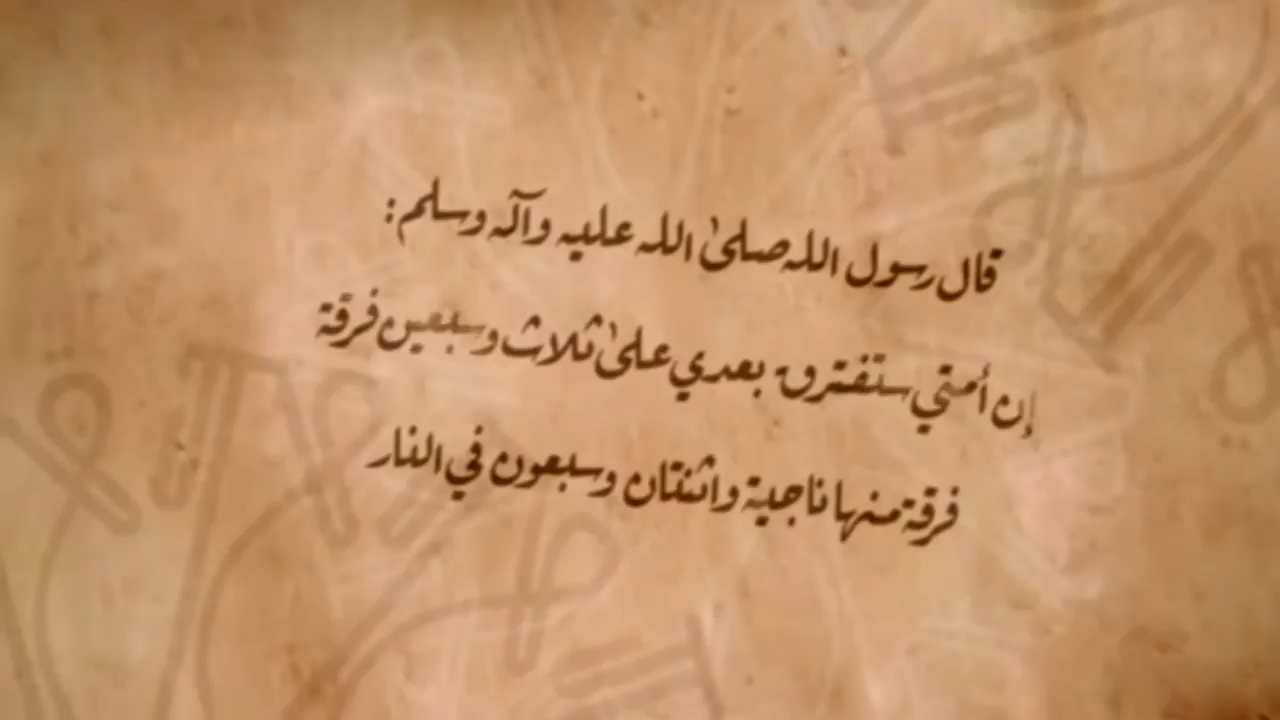 قال رسول الله صلى الله عليه وآله وسلم :
إن أمتي ستفترق بعدي على ثلاث وسبعين فرقة
فرقة منها ناجية واثنتان وسبعون في النار